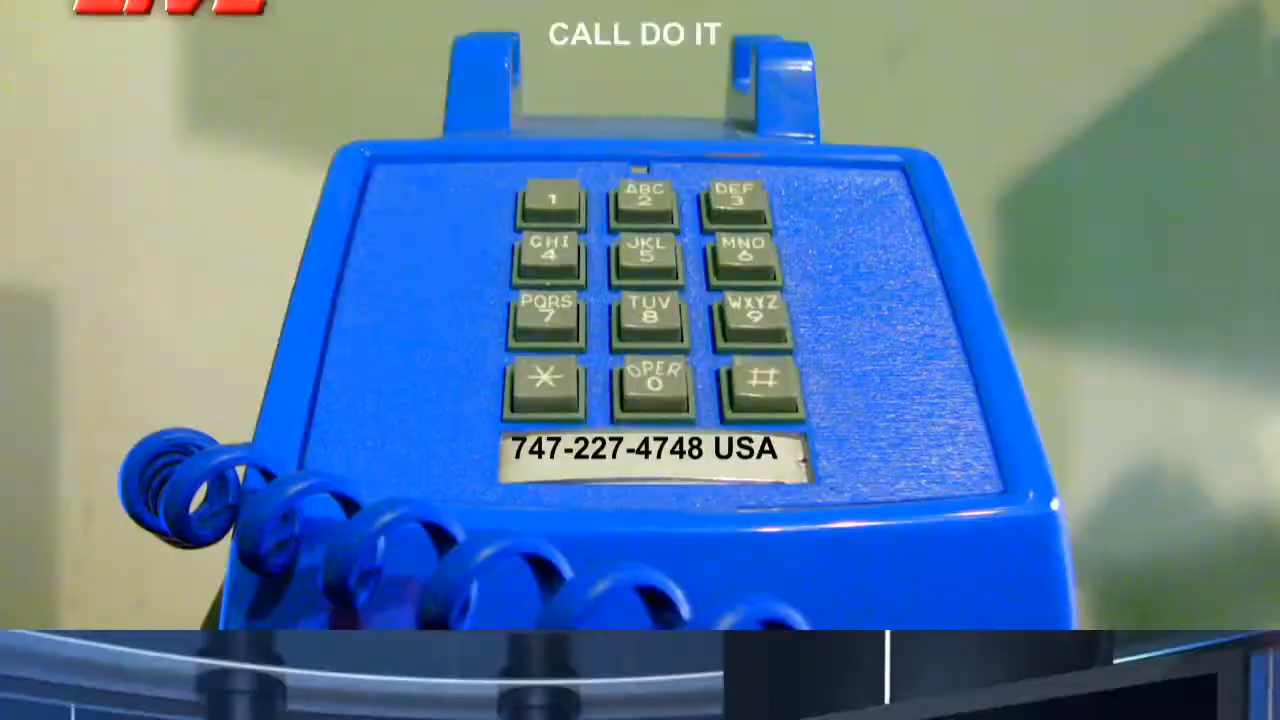 LIVE
CALL DO IT
1
ABC
2
DEF
3
GHI
4
JKL
5
MNO
6
PQRS
7
TUV
8
WXYZ
9
*
OPER
0
#
747-227-4748 USA